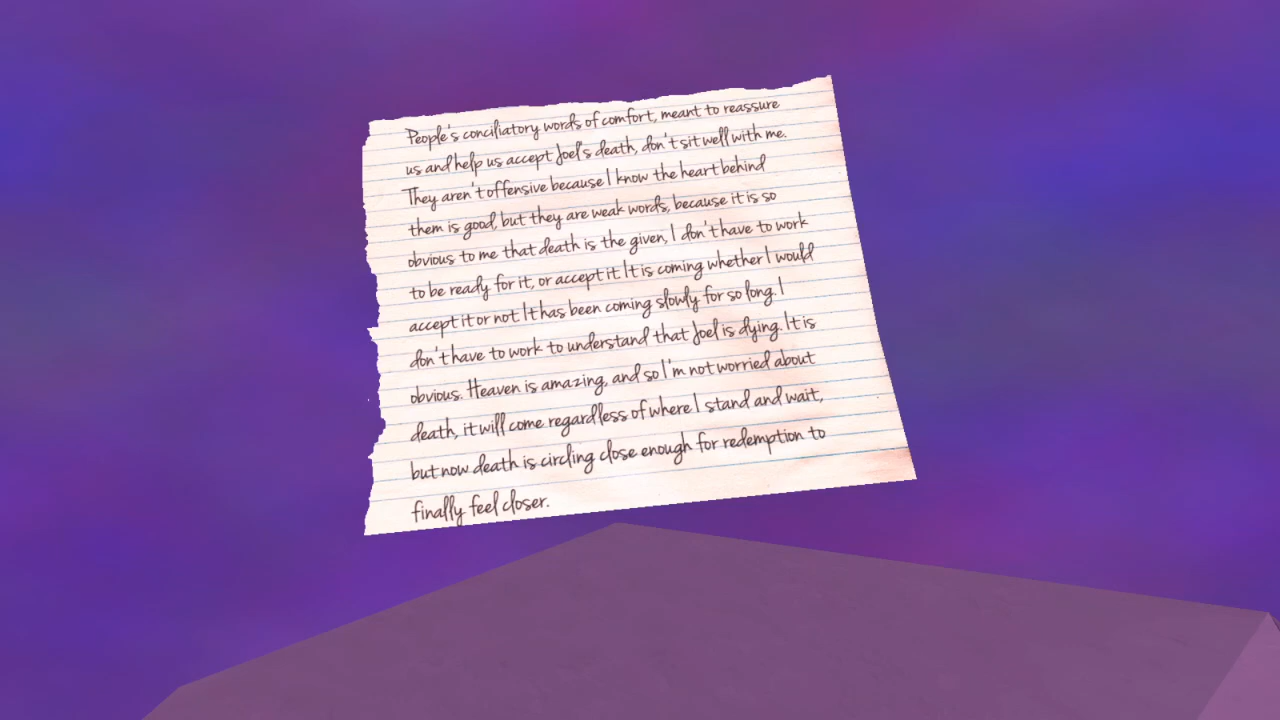 People's conciliatory words of comfort, meant to reassure
us and help us accept Joel's death, don't sit well with me.
They aren't offensive because I know the heart behind
them is good, but they are weak words, because it is so
obvious to me that death is the given, I don't have to work
to be ready for it, or accept it It is coming whether I would
accept it or not It has been coming slowly for so long. I
don't have to work to understand that Joel is dying. It is
obvious. Heaven is amazing, and so I'm not worried about
death, it will come regardless of where I stand and wait,
but now death is circling close enough for redemption to
finally feel closer.